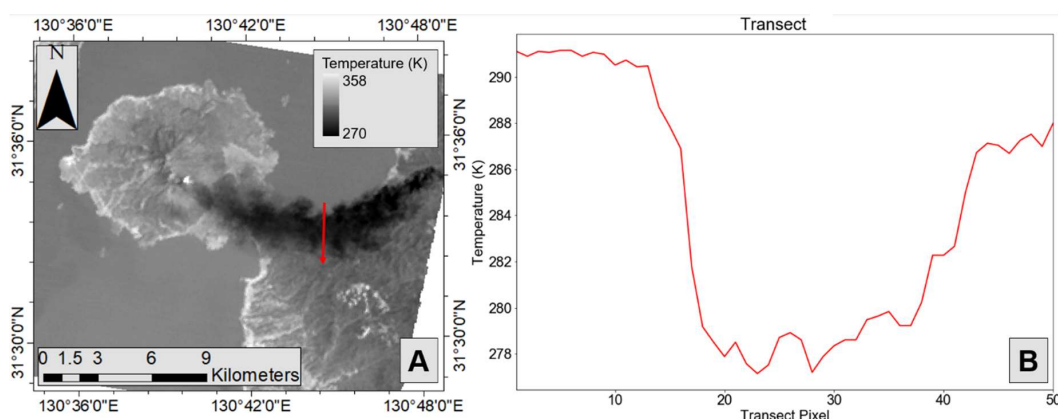 130°36'0"E 130°42'0"E 130°48'0"E
N
Temperature (K)
358
270
31°36'0"N
31°30'0"N
31°36'0"N
31°30'0"N
0 1.5 3 6 9
Kilometers
A
130°36'0"E 130°42'0"E 130°48'0"E
Transect
Temperature (K)
290
288
286
284
282
280
278
10 20 30 40 50
Transect Pixel
B